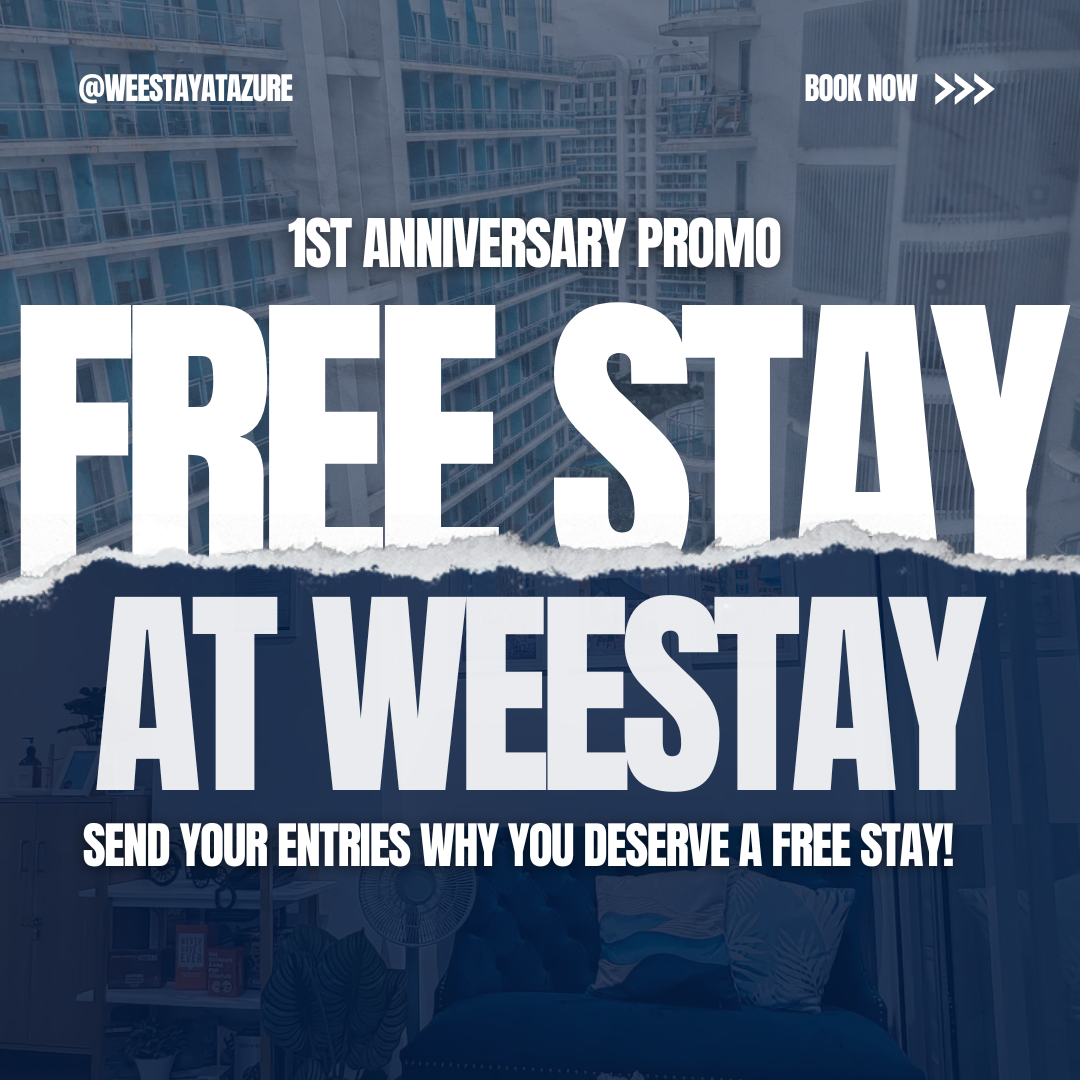 @WEESTAYATAZURE
BOOK NOW >>>
1ST ANNIVERSARY PROMO
FREE STAY
AT WEESTAY
SEND YOUR ENTRIES WHY YOU DESERVE A FREE STAY!